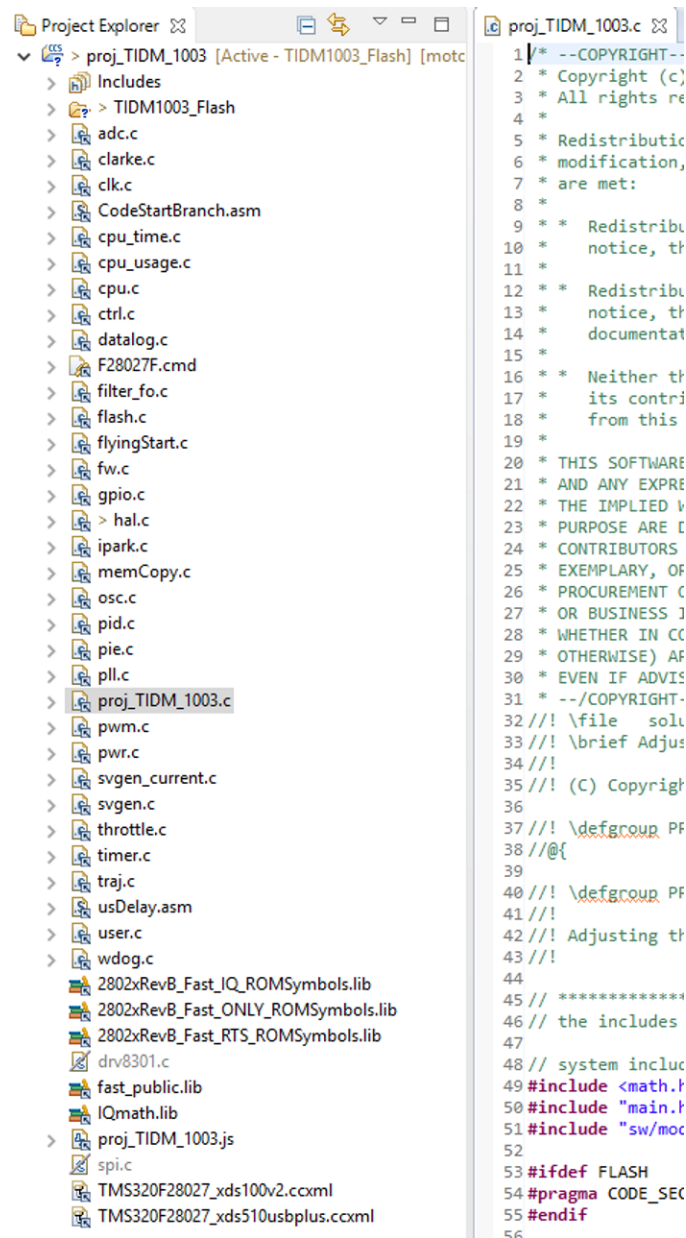 Project Explorer
> proj_TIDM_1003 [Active - TIDM1003_Flash] [motc
Includes
> TIDM1003_Flash
adc.c
clarke.c
clk.c
CodeStartBranch.asm
cpu_time.c
cpu_usage.c
cpu.c
ctrl.c
datalog.c
F28027F.cmd
filter_fo.c
flash.c
flyingStart.c
fw.c
gpio.c
> hal.c
ipark.c
memCopy.c
osc.c
pid.c
pie.c
pll.c
proj_TIDM_1003.c
pwm.c
pwr.c
svgen_current.c
svgen.c
throttle.c
timer.c
traj.c
usDelay.asm
user.c
wdog.c
2802xRevB_Fast_IQ_ROMSymbols.lib
2802xRevB_Fast_ONLY_ROMSymbols.lib
2802xRevB_Fast_RTS_ROMSymbols.lib
drv8301.c
fast_public.lib
IQmath.lib
proj_TIDM_1003.js
spi.c
TMS320F28027_xds100v2.ccxml
TMS320F28027_xds510usbplus.ccxml
proj_TIDM_1003.c
1 /* --COPYRIGHT--
2 * Copyright (c)
3 * All rights re
4 *
5 * Redistributio
6 * modification,
7 * are met:
8 *
9 * * Redistribu
10 * notice, th
11 *
12 * * Redistribu
13 * notice, th
14 * documentat
15 *
16 * * Neither th
17 * its contri
18 * from this
19 *
20 * THIS SOFTWARE
21 * AND ANY EXPRE
22 * THE IMPLIED W
23 * PURPOSE ARE D
24 * CONTRIBUTORS
25 * EXEMPLARY, OR
26 * PROCUREMENT O
27 * OR BUSINESS I
28 * WHETHER IN CO
29 * OTHERWISE) AR
30 * EVEN IF ADVIS
31 * --/COPYRIGHT-
32 //! \file solu
33 //! \brief Adjus
34 //!
35 //! (C) Copyrigh
36
37 //! \defgroup PR
38 //@{
39
40 //! \defgroup PR
41 //!
42 //! Adjusting th
43 //!
44
45 // *************
46 // the includes
47
48 // system includ
49 #include <math.h
50 #include "main.h
51 #include "sw/mod
52
53 #ifdef FLASH
54 #pragma CODE_SEC
55 #endif
56